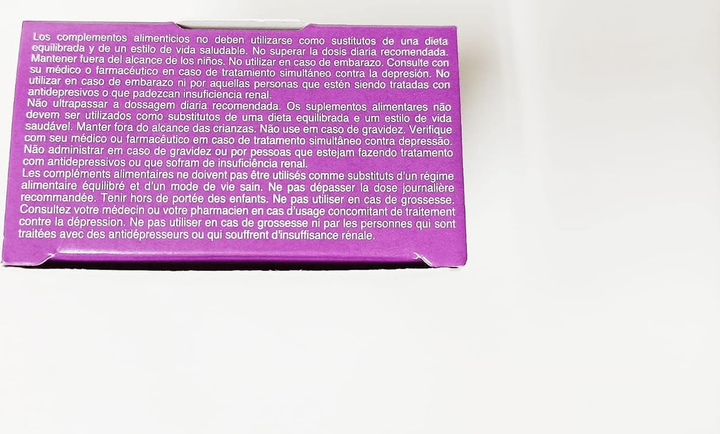 Los complementos alimenticios no deben utilizarse como sustitutos de una dieta
equilibrada y de un estilo de vida saludable. No superar la dosis diaria recomendada.
Mantener fuera del alcance de los niños. No utilizar en caso de embarazo. Consulte con
su médico o farmacéutico en caso de tratamiento simultáneo contra la depresión. No
utilizar en caso de embarazo ni por aquellas personas que estén siendo tratadas con
antidepresivos o que padezcan insuficiencia renal.
Não ultrapassar a dossagem diaria recomendada. Os suplementos alimentares não
devem ser utilizados como substitutos de uma dieta equilibrada e um estilo de vida
saudável. Manter fora do alcance das crianças. Não use em caso de gravidez. Verifique
com seu médico ou farmacêutico em caso de tratamento simultáneo contra depressão.
Não administrar em caso de gravidez ou por pessoas que estejam fazendo tratamento
com antidepressivos ou que sofram de insuficiência renal.
Les compléments alimentaires ne doivent pas être utilisés comme substituts d'un régime
alimentaire équilibré et d'un mode de vie sain. Ne pas dépasser la dose journalière
recommandée. Tenir hors de portée des enfants. Ne pas utiliser en cas de grossesse.
Consultez votre médecin ou votre pharmacien en cas d'usage concomitant de traitement
contre la dépression. Ne pas utiliser en cas de grossesse ni par les personnes qui sont
traitées avec des antidépresseurs ou qui souffrent d'insuffisance rénale.